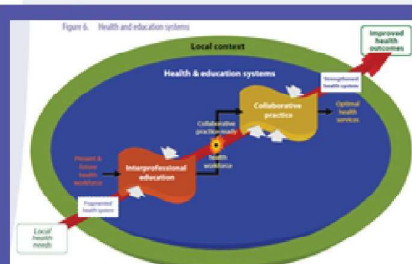 Figure 6. Health and education systems
Improved
health
outcomes
Local context
Health & education systems
Strengthened
health system
Collaborative
practice
Collaborative
practice-ready
health
workforce
Optimal
health
services
Present &
future
health
workforce
Interprofessional
education
Fragmented
health system
Local
health
needs